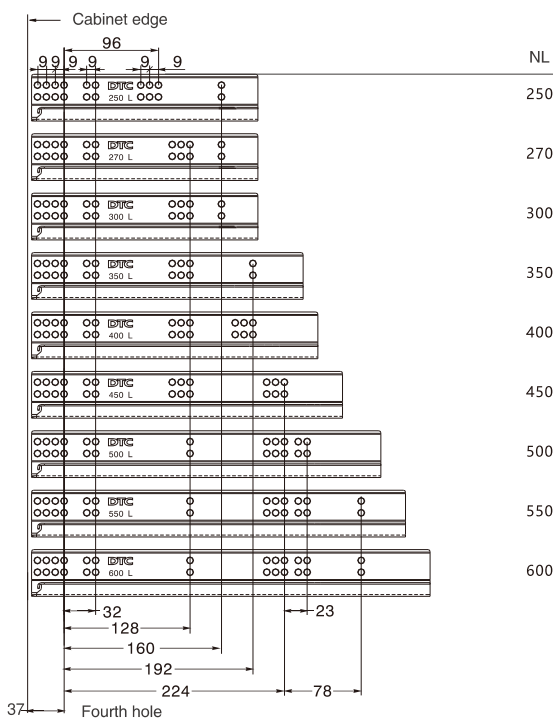 Cabinet edge
96
9 9 9 9 9 9 9
NL
DTC
250 L
250
DTC
270 L
270
DTC
300 L
300
DTC
350 L
350
DTC
400 L
400
DTC
450 L
450
DTC
500 L
500
DTC
550 L
550
DTC
600 L
600
32
23
128
160
192
224
78
37
Fourth hole